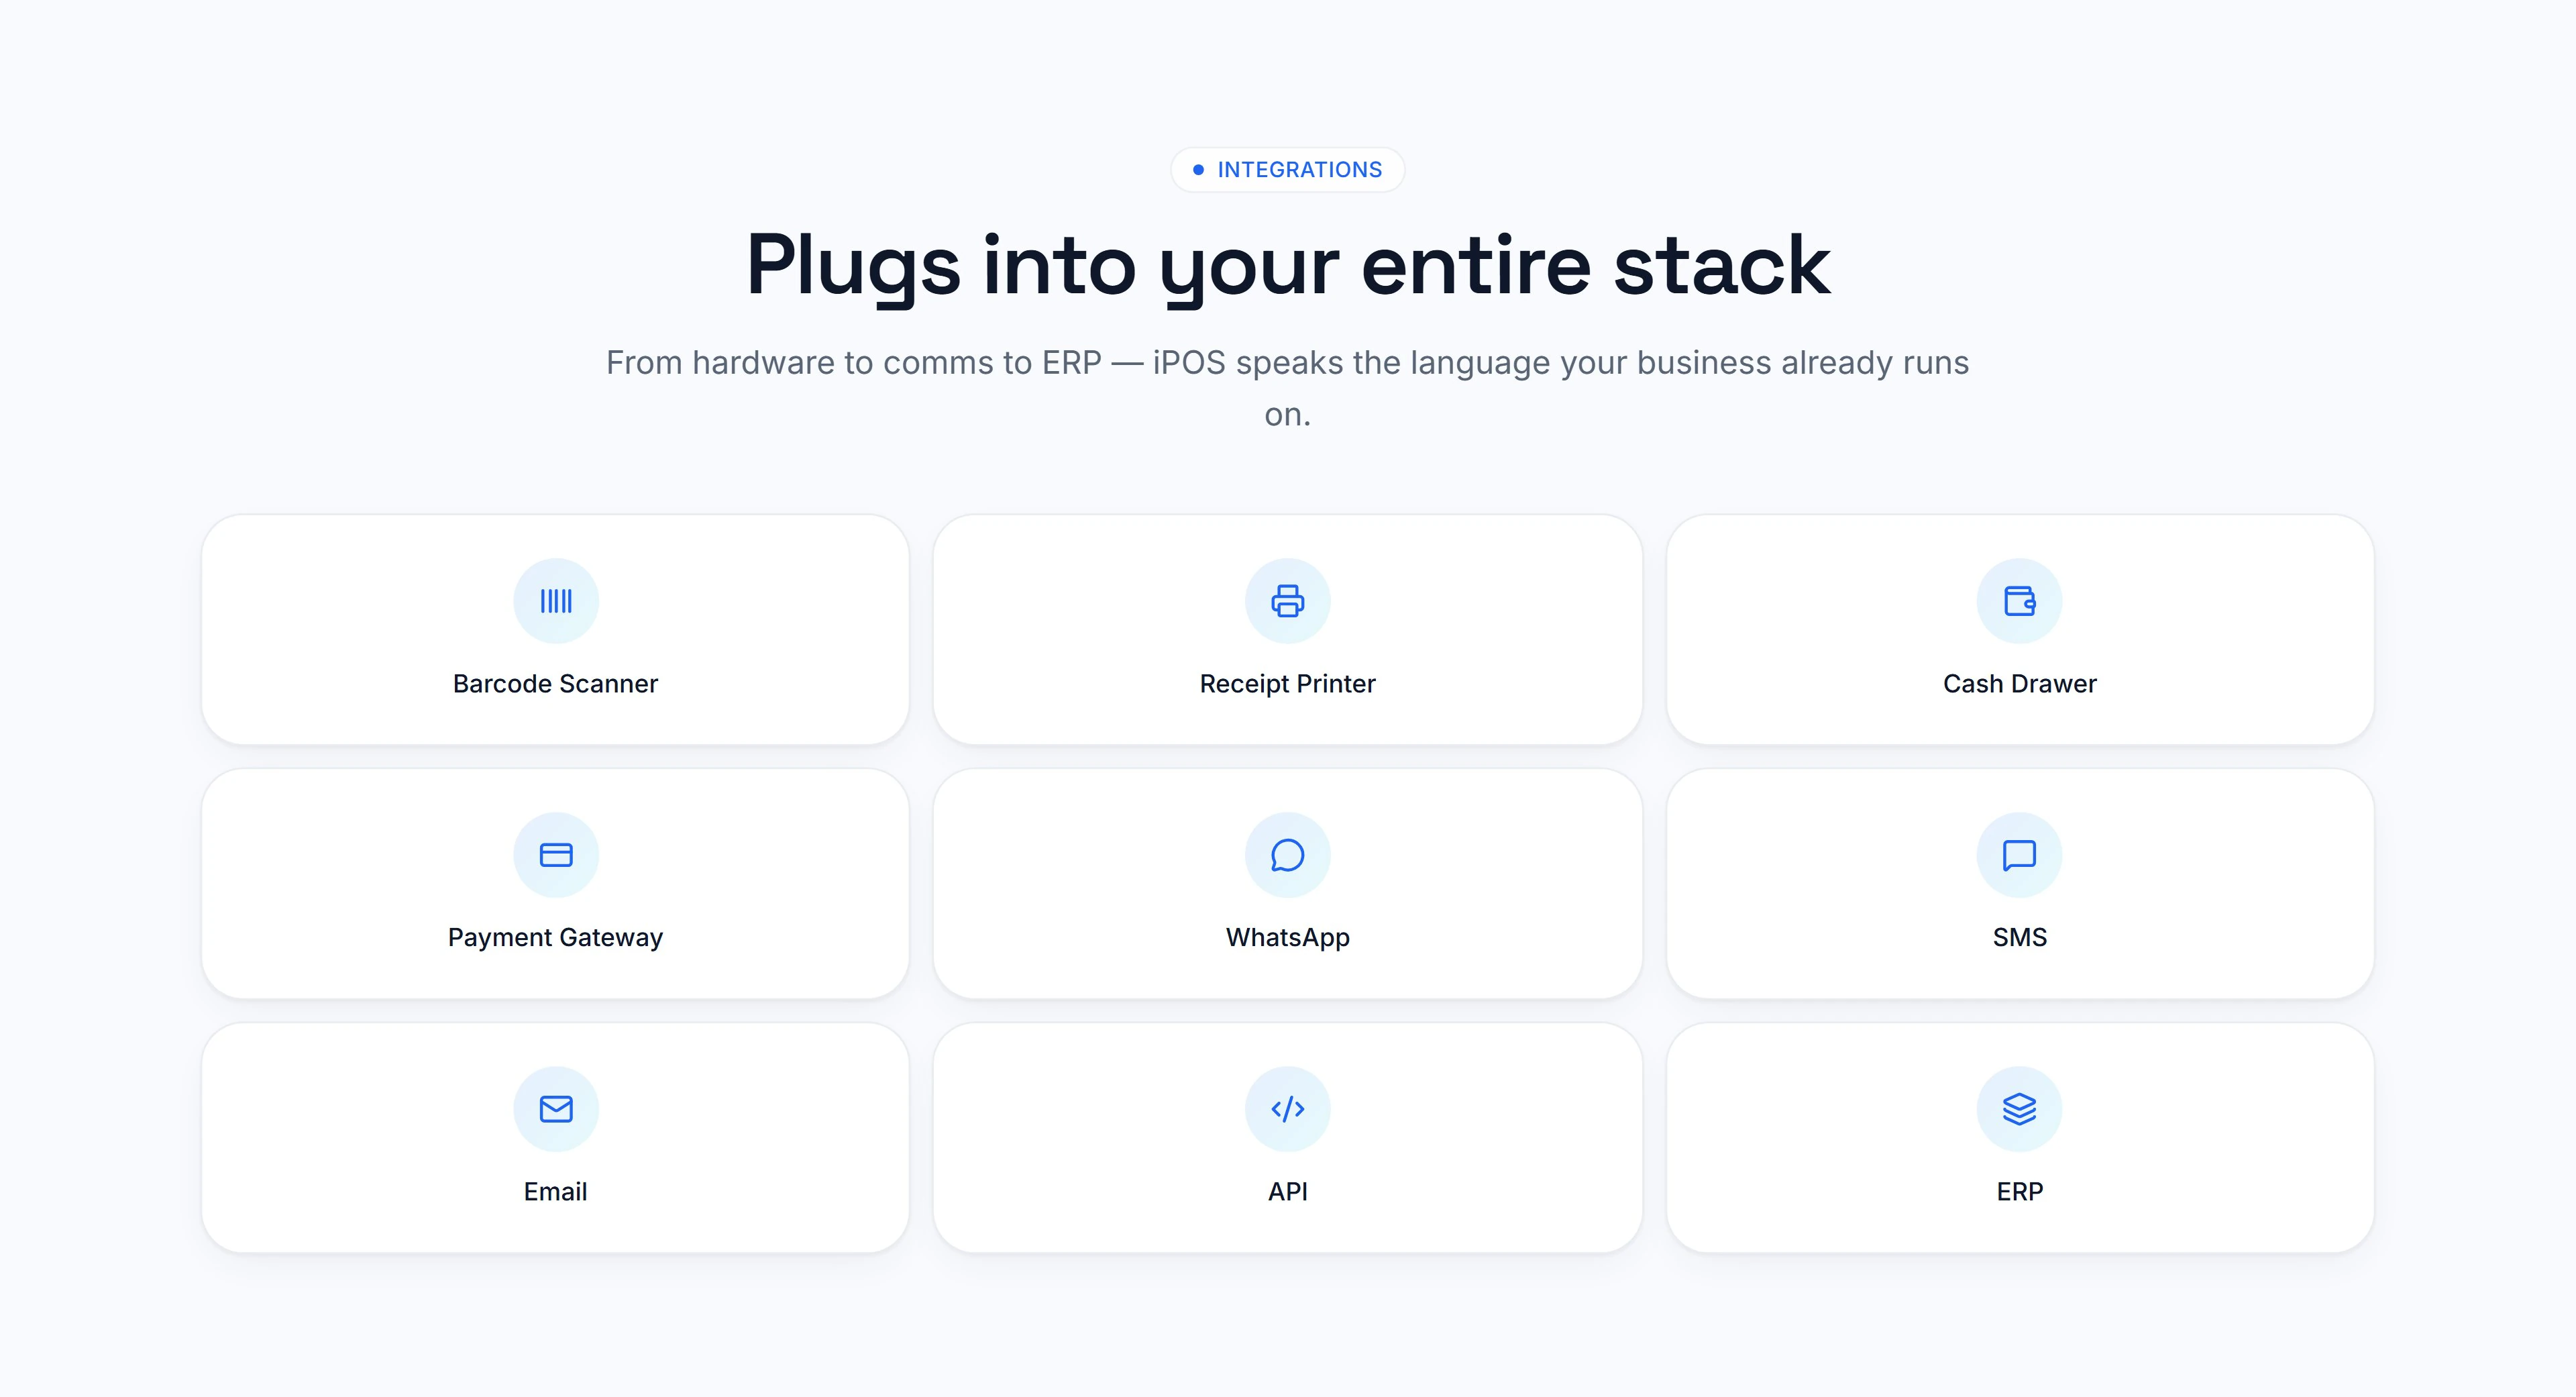 INTEGRATIONS
Plugs into your entire stack
From hardware to comms to ERP — iPOS speaks the language your business already runs
on.
Barcode Scanner
Receipt Printer
Cash Drawer
Payment Gateway
WhatsApp
SMS
Email
API
ERP